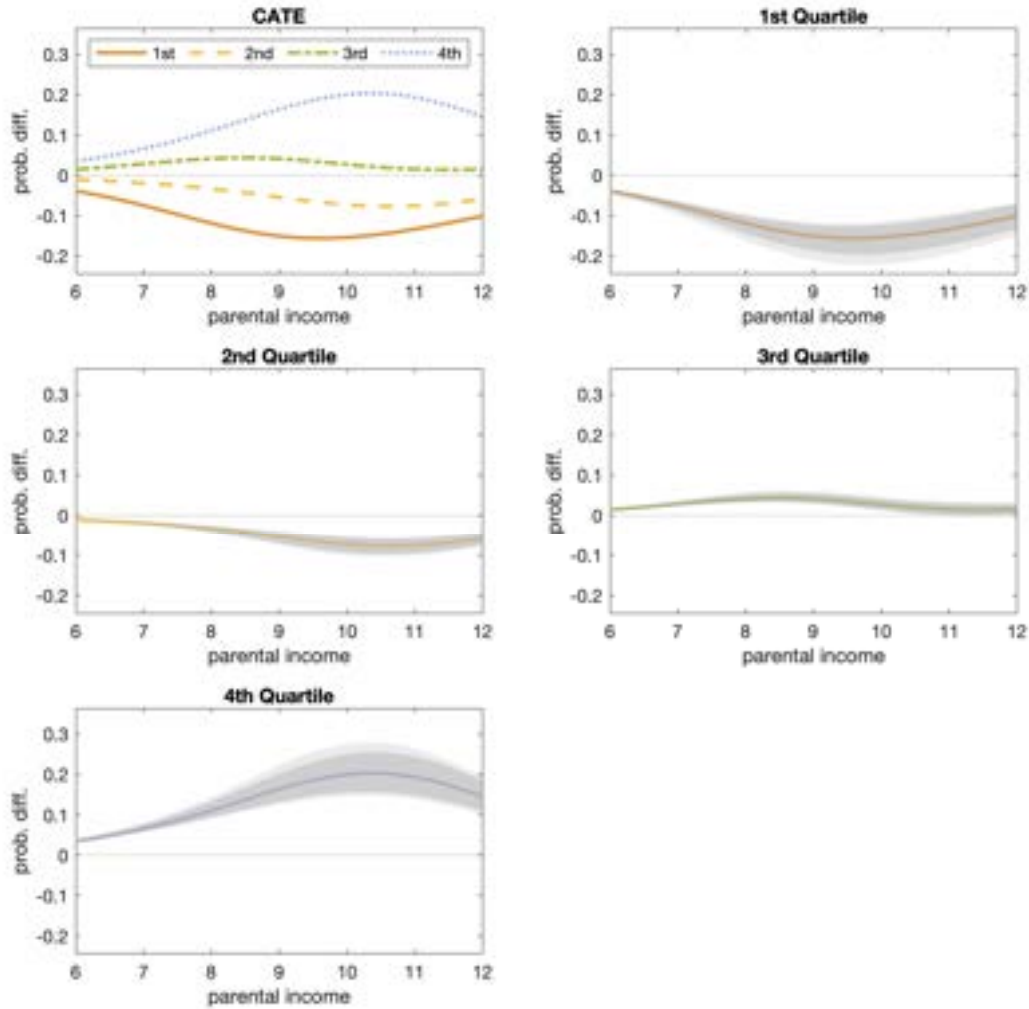 CATE
1st 2nd 3rd 4th
0.3
0.2
0.1
0
-0.1
-0.2
prob. diff.
6 7 8 9 10 11 12
parental income
1st Quartile
0.3
0.2
0.1
0
-0.1
-0.2
prob. diff.
6 7 8 9 10 11 12
parental income
2nd Quartile
0.3
0.2
0.1
0
-0.1
-0.2
prob. diff.
6 7 8 9 10 11 12
parental income
3rd Quartile
0.3
0.2
0.1
0
-0.1
-0.2
prob. diff.
6 7 8 9 10 11 12
parental income
4th Quartile
0.3
0.2
0.1
0
-0.1
-0.2
prob. diff.
6 7 8 9 10 11 12
parental income